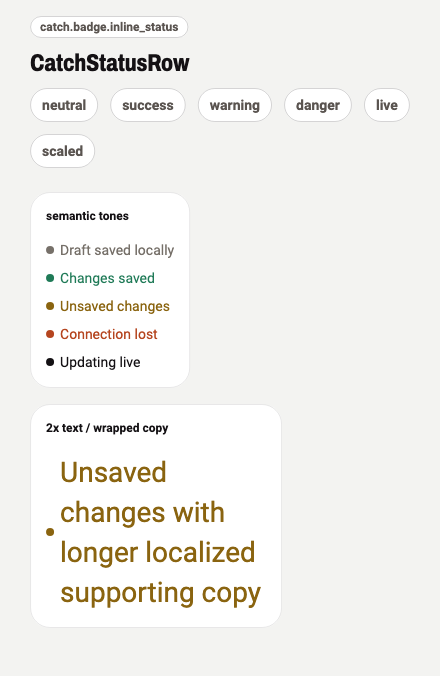 catch.badge.inline_status
CatchStatusRow
neutral success warning danger live
scaled
semantic tones
Draft saved locally
Changes saved
Unsaved changes
Connection lost
Updating live
2x text / wrapped copy
Unsaved
changes with
longer localized
supporting copy